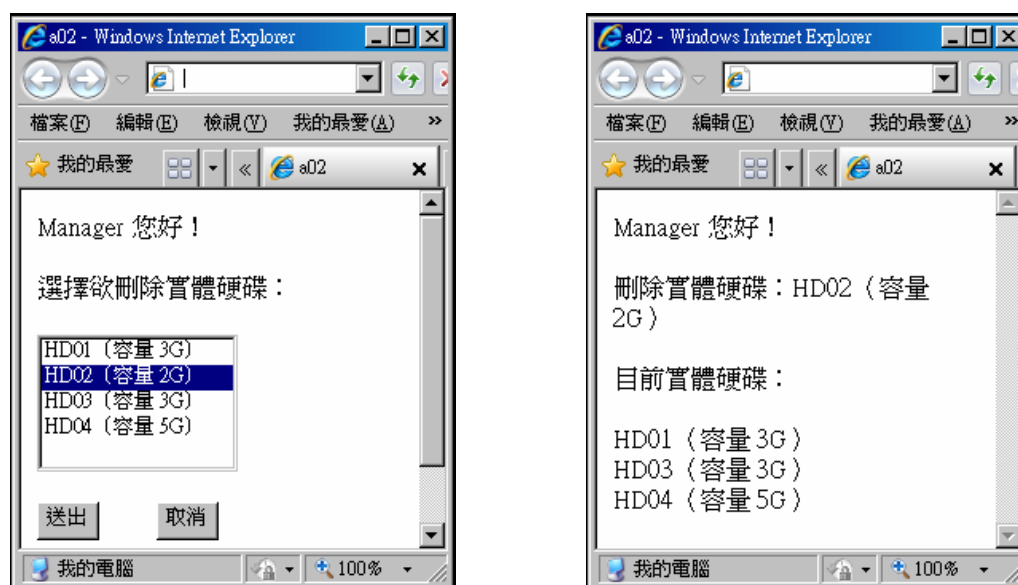 a02 - Windows Internet Explorer
檔案(F) 編輯(E) 檢視(V) 我的最愛(A) »
我的最愛 « a02
Manager 您好！
選擇欲刪除實體硬碟：
HD01（容量 3G）
HD02（容量 2G）
HD03（容量 3G）
HD04（容量 5G）
送出 取消
我的電腦 100%
a02 - Windows Internet Explorer
檔案(F) 編輯(E) 檢視(V) 我的最愛(A) »
我的最愛 « a02
Manager 您好！
刪除實體硬碟：HD02（容量
2G）
目前實體硬碟：
HD01（容量 3G）
HD03（容量 3G）
HD04（容量 5G）
我的電腦 100%